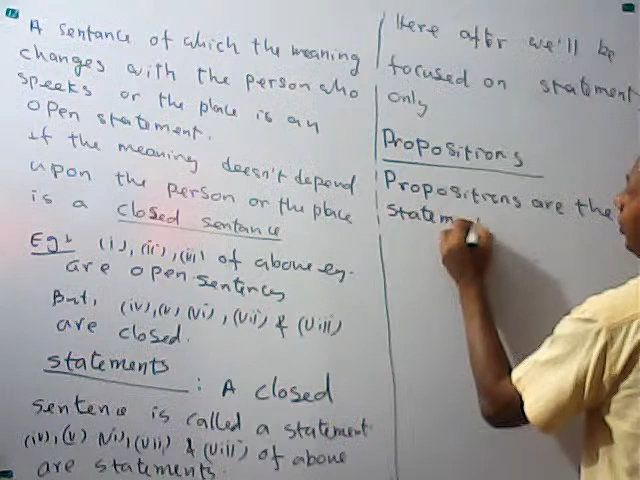 A sentance of which the meaning
changes with the person who
speeks or the place is an
open statement.
if the meaning doesn't depend
upon the person or the place
is a closed sentance
Eg: (i), (ii), (iii) of above eg.
are open sentences
But, (iv), (v) (vi), (vii) & (viii)
are closed.
statements : A closed
sentence is called a statement.
(iv), (v) (vi), (vii) & (viii) of above
are statements.
Here after we'll be
focused on statement
only
Propositions
Propositions are the
statem